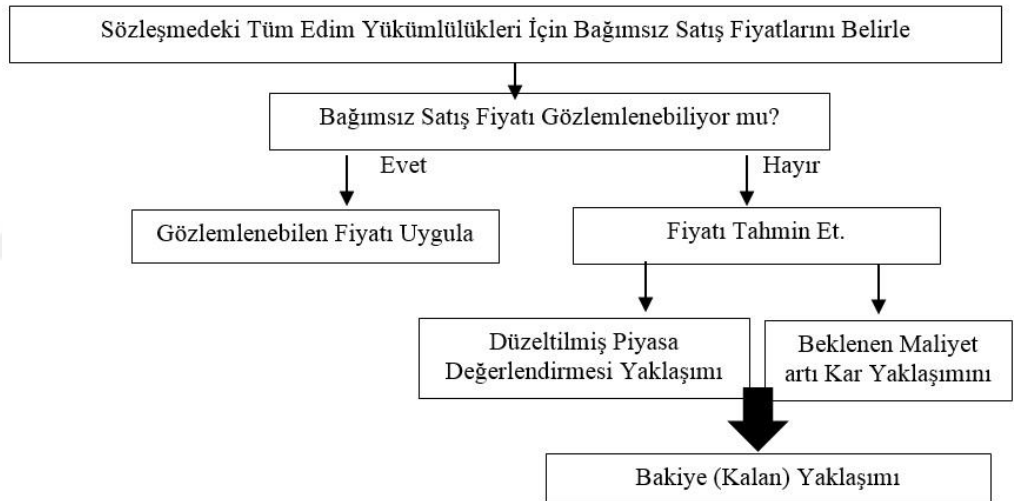 Sözleşmedeki Tüm Edim Yükümlülükleri İçin Bağımsız Satış Fiyatlarını Belirle
Bağımsız Satış Fiyatı Gözlemlenebiliyor mu?
Evet
Hayır
Gözlemlenebilen Fiyatı Uygula
Fiyatı Tahmin Et.
Düzeltilmiş Piyasa
Değerlendirmesi Yaklaşımı
Beklenen Maliyet
artı Kar Yaklaşımını
Bakiye (Kalan) Yaklaşımı